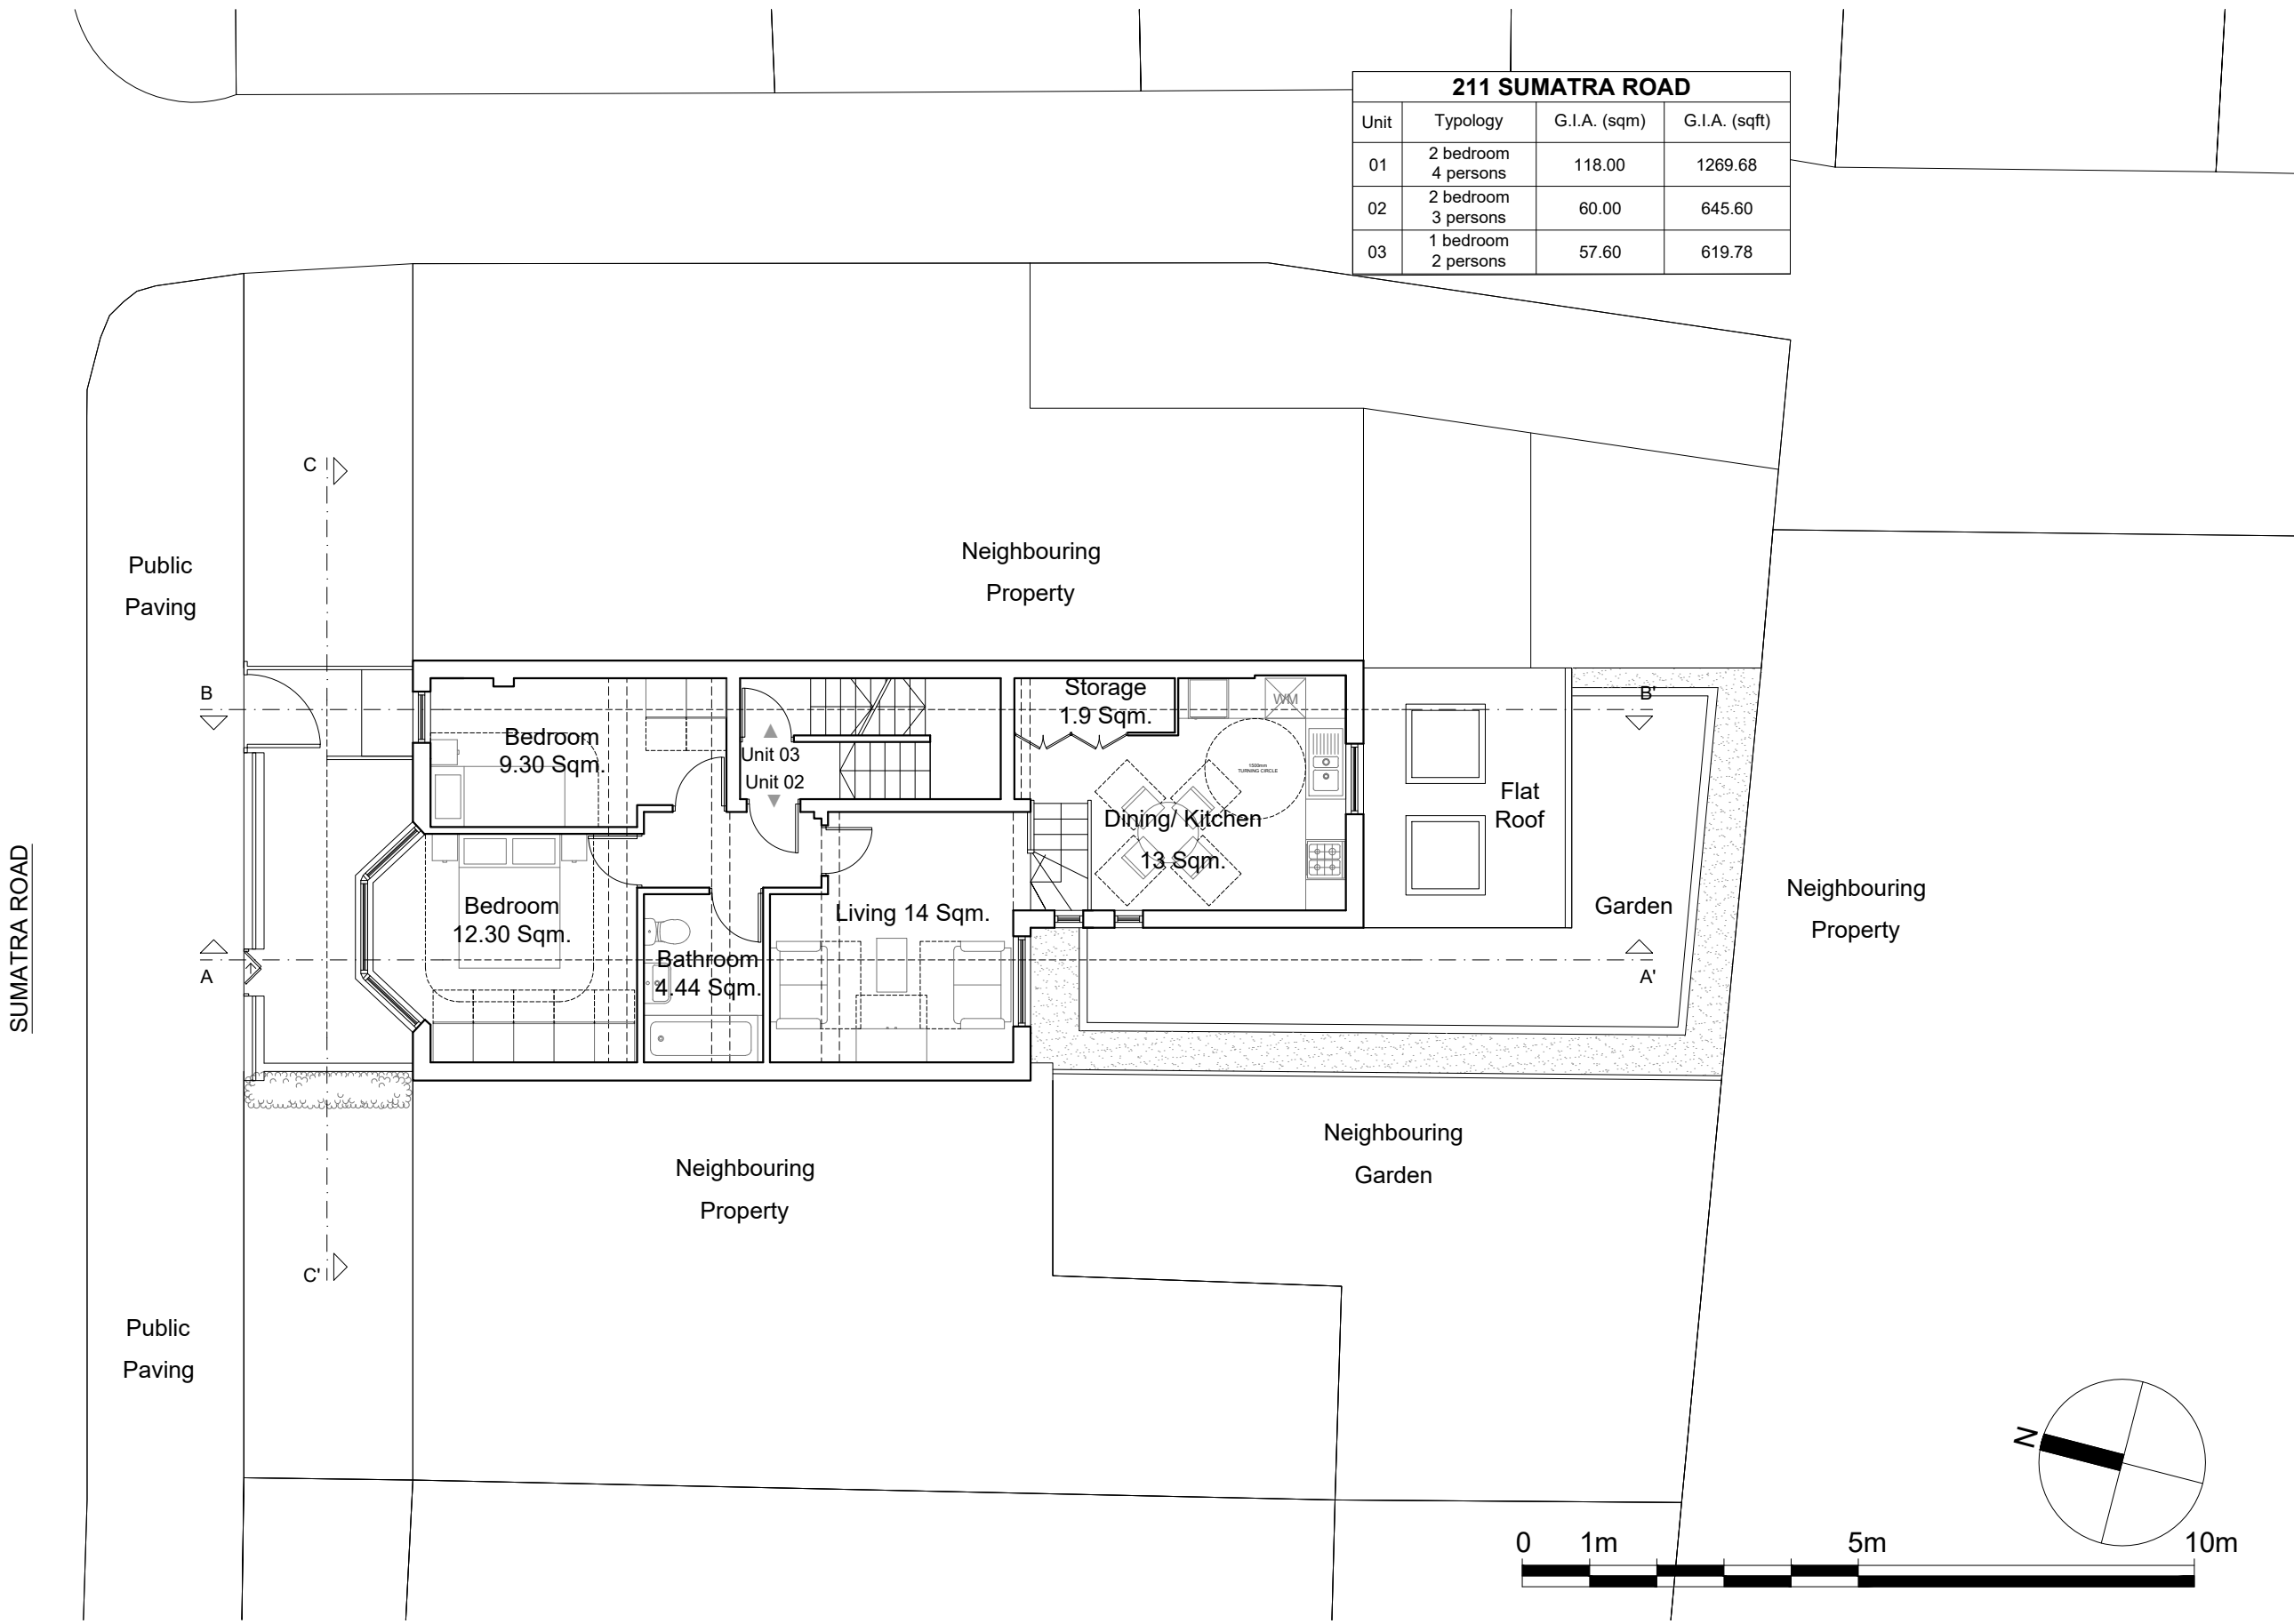 211 SUMATRA ROAD
Unit Typology G.I.A. (sqm) G.I.A. (sqft)
01 2 bedroom 4 persons 118.00 1269.68
02 2 bedroom 3 persons 60.00 645.60
03 1 bedroom 2 persons 57.60 619.78
C
Public
Paving
Neighbouring
Property
B
B'
Bedroom
9.30 Sqm.
Unit 03
Unit 02
Storage
1.9 Sqm.
WM
1500mm
TURNING CIRCLE
Dining/ Kitchen
13 Sqm.
Flat
Roof
Garden
Neighbouring
Property
SUMATRA ROAD
Bedroom
12.30 Sqm.
Living 14 Sqm.
Bathroom
4.44 Sqm.
A
A'
Neighbouring
Property
Neighbouring
Garden
C'
Public
Paving
N
0 1m 5m 10m